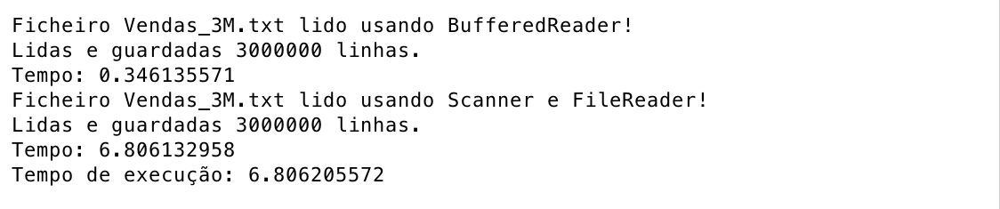 Ficheiro Vendas_3M.txt lido usando BufferedReader!
Lidas e guardadas 3000000 linhas.
Tempo: 0.346135571
Ficheiro Vendas_3M.txt lido usando Scanner e FileReader!
Lidas e guardadas 3000000 linhas.
Tempo: 6.806132958
Tempo de execução: 6.806205572